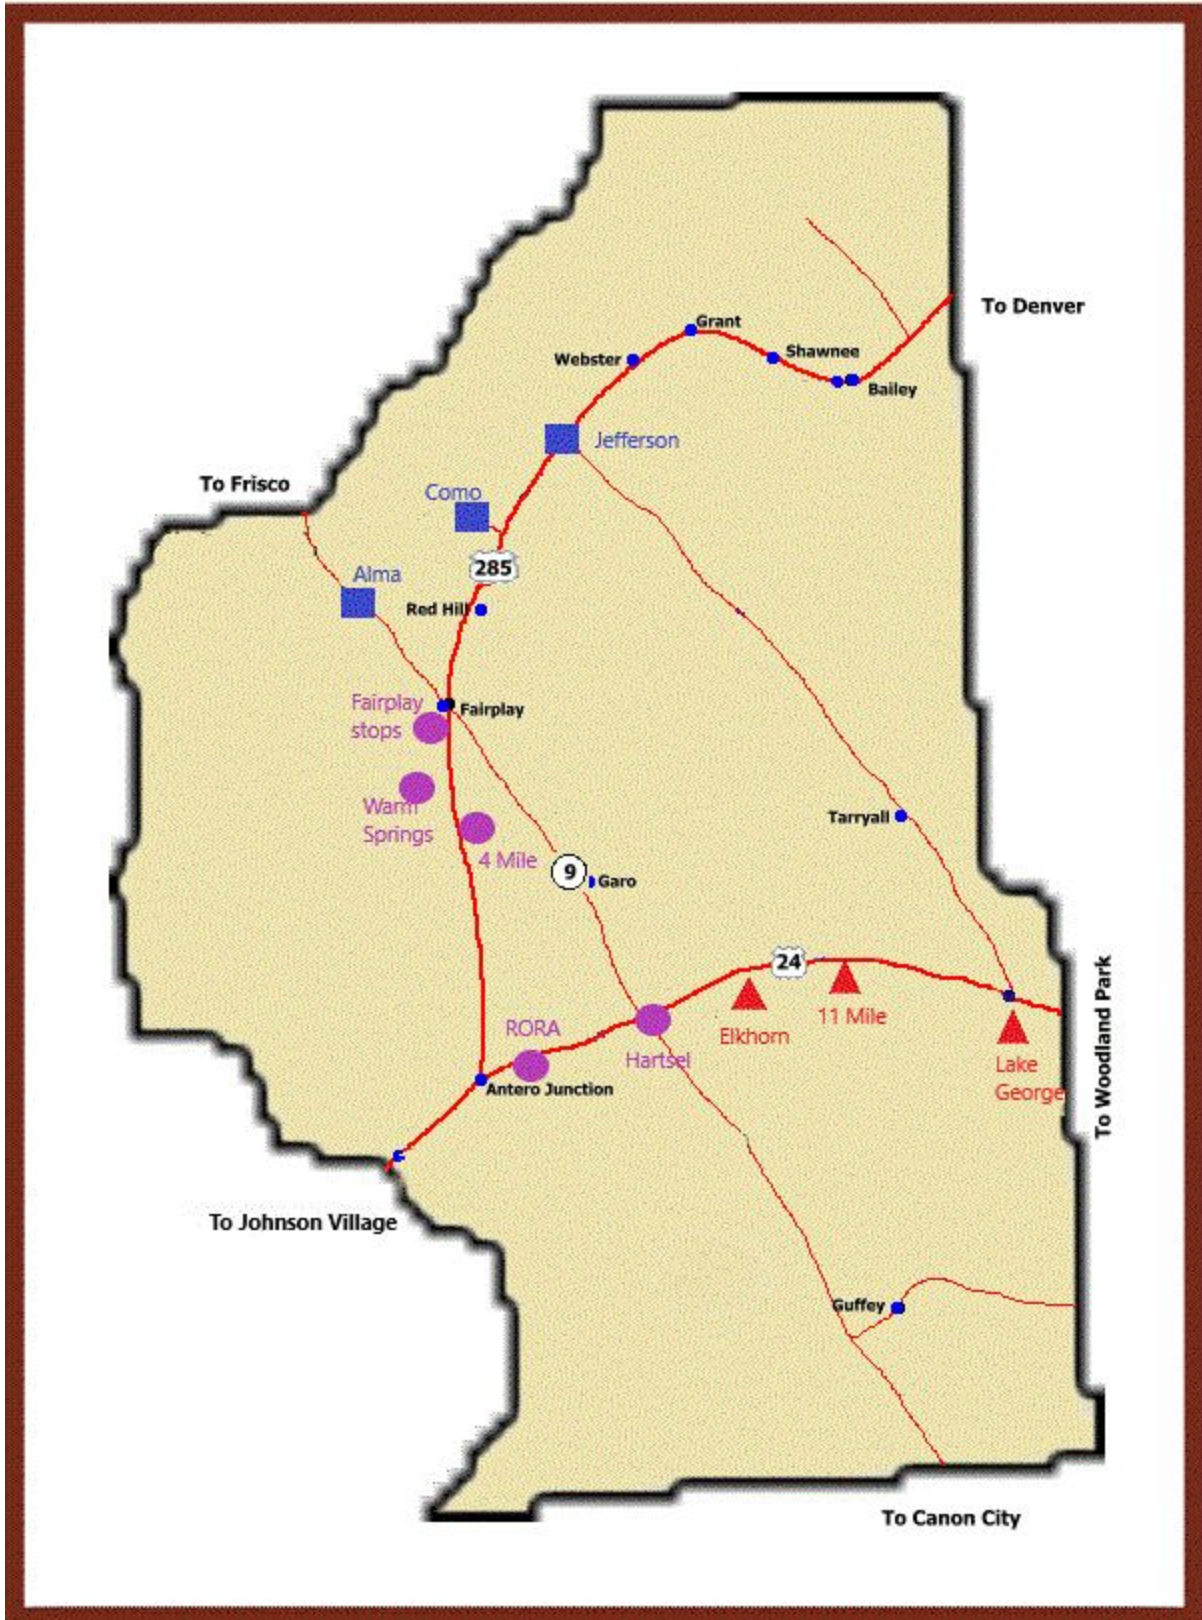 To Denver
Grant
Shawnee
Webster
Bailey
Jefferson
To Frisco
Como
285
Alma
Red Hill
Fairplay
stops
Fairplay
Warm
Springs
Tarryall
4 Mile
9
Garo
24
To Woodland Park
RORA
11 Mile
Elkhorn
Hartsel
Lake
George
Antero Junction
To Johnson Village
Guffey
To Canon City